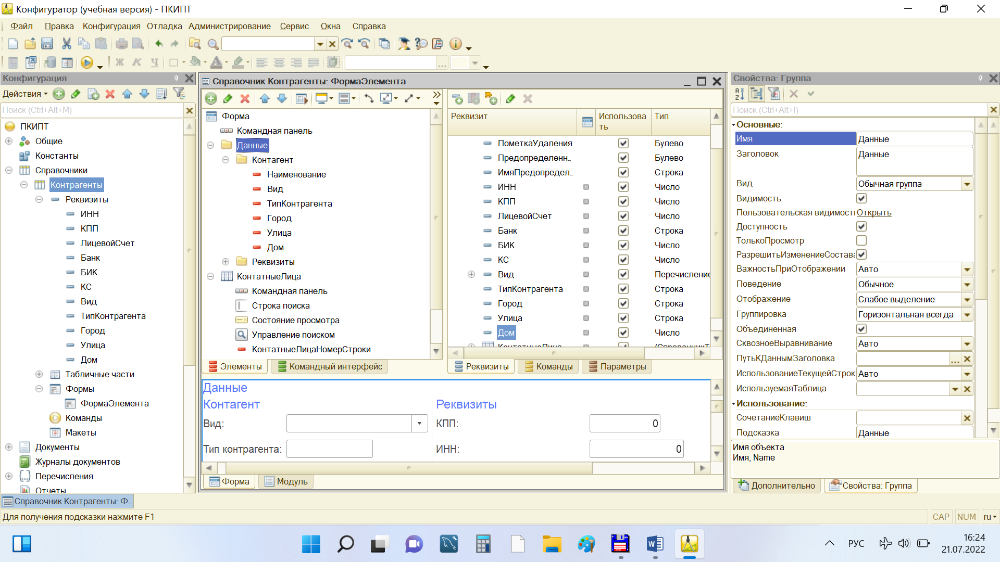 Конфигуратор (учебная версия) - ПКИПТ
Файл Правка Конфигурация Отладка Администрирование Сервис Окна Справка
Ж К Ч
Конфигурация
Действия
Поиск (Ctrl+Alt+M)
ПКИПТ
Общие
Константы
Справочники
Контрагенты
Реквизиты
ИНН
КПП
ЛицевойСчет
Банк
БИК
КС
Вид
ТипКонтрагента
Город
Улица
Дом
Табличные части
Формы
ФормаЭлемента
Команды
Макеты
Документы
Журналы документов
Перечисления
Отчеты
Справочник Контрагенты: ФормаЭлемента
Форма
Командная панель
Данные
Контагент
Наименование
Вид
ТипКонтрагента
Город
Улица
Дом
Реквизиты
КонтатныеЛица
Командная панель
Строка поиска
Состояние просмотра
Управление поиском
КонтатныеЛицаНомерСтроки
Элементы Командный интерфейс
Реквизит Использова
ть Тип
ПометкаУдаления Булево
Предопределенн... Булево
ИмяПредопредел... Строка
ИНН Число
КПП Число
ЛицевойСчет Число
Банк Строка
БИК Число
КС Число
Вид Перечисление
ТипКонтрагента Строка
Город Строка
Улица Строка
Дом Число
КонтатныеЛица (СправочникТ
Реквизиты Команды Параметры
Данные
Контагент Реквизиты
Вид: КПП: 0
Тип контрагента: ИНН: 0
Форма Модуль
Свойства: Группа
Поиск (Ctrl+Alt+I)
Основные:
Имя Данные
Заголовок Данные
Вид Обычная группа
Видимость
Пользовательская видимость Открыть
Доступность
ТолькоПросмотр
РазрешитьИзменениеСостава
ВажностьПриОтображении Авто
Поведение Обычное
Отображение Слабое выделение
Группировка Горизонтальная всегда
Объединенная
СквозноеВыравнивание Авто
ПутьКДаннымЗаголовка ...
ИспользованиеТекущейСтрок Авто
ИспользуемаяТаблица
Использование:
СочетаниеКлавиш
Подсказка Данные
Имя объекта
Имя, Name
Дополнительно Свойства: Группа
Справочник Контрагенты: Ф...
Для получения подсказки нажмите F1
CAP NUM ru
РУС
16:24
21.07.2022